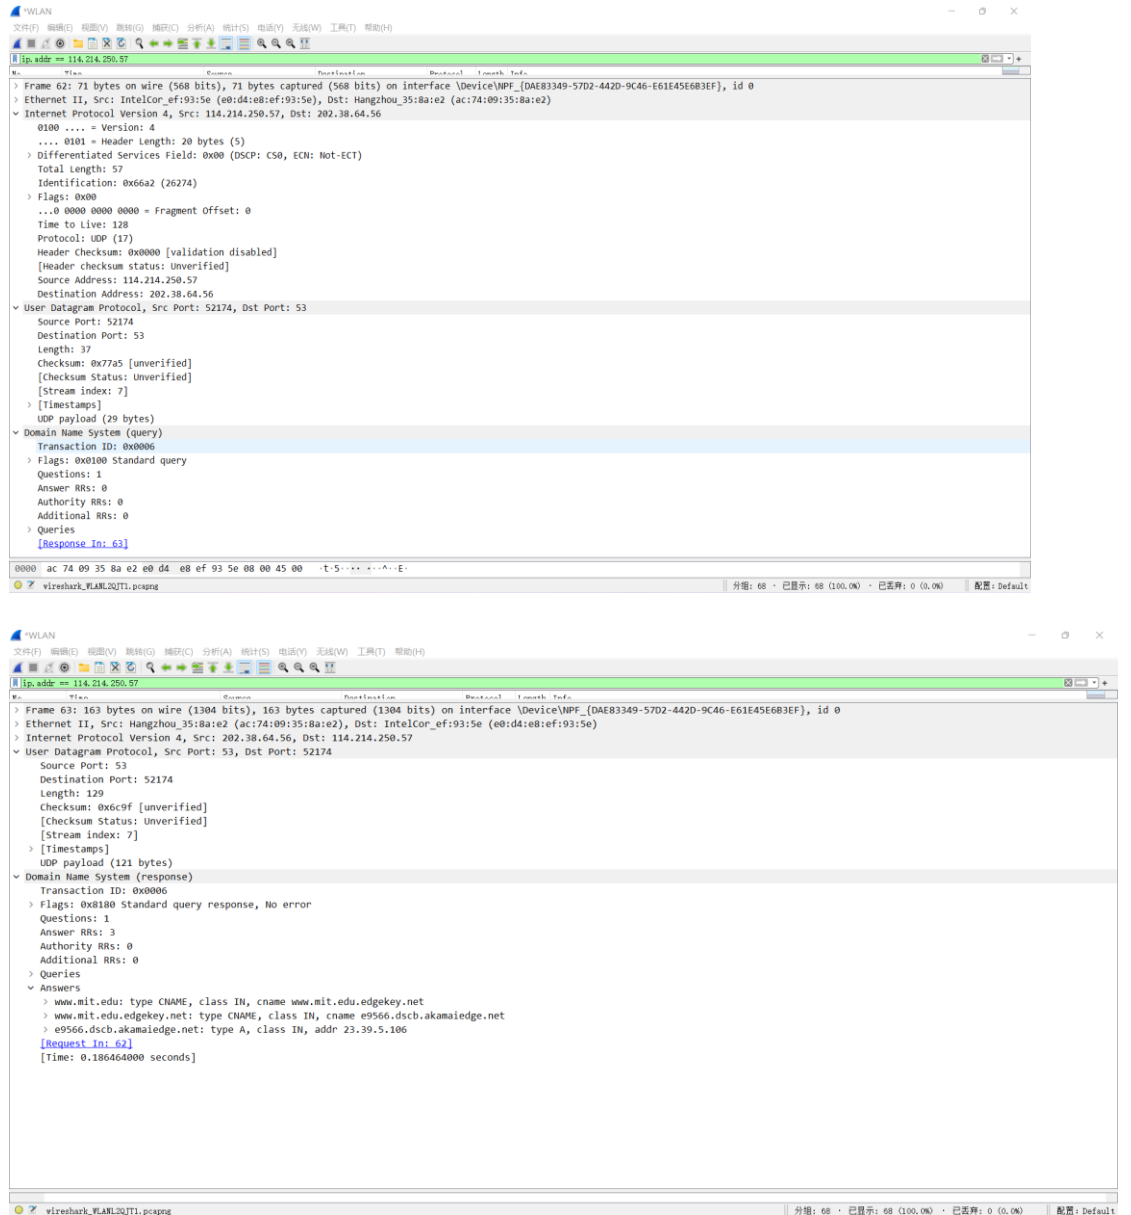 *WLAN
文件(F) 编辑(E) 视图(V) 跳转(G) 捕获(C) 分析(A) 统计(S) 电话(Y) 无线(W) 工具(T) 帮助(H)
ip.addr == 114.214.250.57
No. Time Source Destination Protocol Length Info
> Frame 62: 71 bytes on wire (568 bits), 71 bytes captured (568 bits) on interface \Device\NPF_{DAE83349-57D2-442D-9C46-E61E45E6B3EF}, id 0
> Ethernet II, Src: IntelCor_ef:93:5e (e0:d4:e8:ef:93:5e), Dst: Hangzhou_35:8a:e2 (ac:74:09:35:8a:e2)
Internet Protocol Version 4, Src: 114.214.250.57, Dst: 202.38.64.56
0100 .... = Version: 4
.... 0101 = Header Length: 20 bytes (5)
> Differentiated Services Field: 0x00 (DSCP: CS0, ECN: Not-ECT)
Total Length: 57
Identification: 0x66a2 (26274)
> Flags: 0x00
...0 0000 0000 0000 = Fragment Offset: 0
Time to Live: 128
Protocol: UDP (17)
Header Checksum: 0x0000 [validation disabled]
[Header checksum status: Unverified]
Source Address: 114.214.250.57
Destination Address: 202.38.64.56
User Datagram Protocol, Src Port: 52174, Dst Port: 53
Source Port: 52174
Destination Port: 53
Length: 37
Checksum: 0x77a5 [unverified]
[Checksum Status: Unverified]
[Stream index: 7]
> [Timestamps]
UDP payload (29 bytes)
Domain Name System (query)
Transaction ID: 0x0006
> Flags: 0x0100 Standard query
Questions: 1
Answer RRs: 0
Authority RRs: 0
Additional RRs: 0
> Queries
[Response In: 63]
0000 ac 74 09 35 8a e2 e0 d4 e8 ef 93 5e 08 00 45 00 ·t·5···· ···^··E·
wireshark_WLANL2QJT1.pcapng 分组: 68 · 已显示: 68 (100.0%) · 已丢弃: 0 (0.0%) 配置: Default
*WLAN
文件(F) 编辑(E) 视图(V) 跳转(G) 捕获(C) 分析(A) 统计(S) 电话(Y) 无线(W) 工具(T) 帮助(H)
ip.addr == 114.214.250.57
No. Time Source Destination Protocol Length Info
> Frame 63: 163 bytes on wire (1304 bits), 163 bytes captured (1304 bits) on interface \Device\NPF_{DAE83349-57D2-442D-9C46-E61E45E6B3EF}, id 0
> Ethernet II, Src: Hangzhou_35:8a:e2 (ac:74:09:35:8a:e2), Dst: IntelCor_ef:93:5e (e0:d4:e8:ef:93:5e)
> Internet Protocol Version 4, Src: 202.38.64.56, Dst: 114.214.250.57
User Datagram Protocol, Src Port: 53, Dst Port: 52174
Source Port: 53
Destination Port: 52174
Length: 129
Checksum: 0x6c9f [unverified]
[Checksum Status: Unverified]
[Stream index: 7]
> [Timestamps]
UDP payload (121 bytes)
Domain Name System (response)
Transaction ID: 0x0006
> Flags: 0x8180 Standard query response, No error
Questions: 1
Answer RRs: 3
Authority RRs: 0
Additional RRs: 0
> Queries
Answers
> www.mit.edu: type CNAME, class IN, cname www.mit.edu.edgekey.net
> www.mit.edu.edgekey.net: type CNAME, class IN, cname e9566.dscb.akamaiedge.net
> e9566.dscb.akamaiedge.net: type A, class IN, addr 23.39.5.106
[Request In: 62]
[Time: 0.186464000 seconds]
wireshark_WLANL2QJT1.pcapng 分组: 68 · 已显示: 68 (100.0%) · 已丢弃: 0 (0.0%) 配置: Default